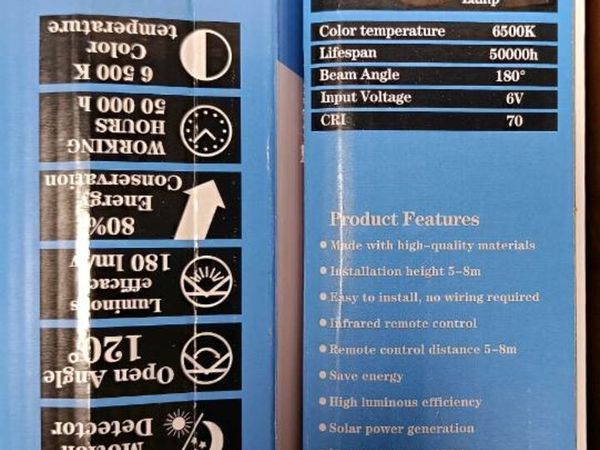 Motion
Detector
Open Angle
120°
Luminous
efficacy
180 lm/w
80%
Energy
Conservation
WORKING
HOURS
50 000 h
6 500 K
Color
temperature
Lamp
Color temperature 6500K
Lifespan 50000h
Beam Angle 180°
Input Voltage 6V
CRI 70
Product Features
Made with high-quality materials
Installation height 5-8m
Easy to install, no wiring required
Infrared remote control
Remote control distance 5-8m
Save energy
High luminous efficiency
Solar power generation